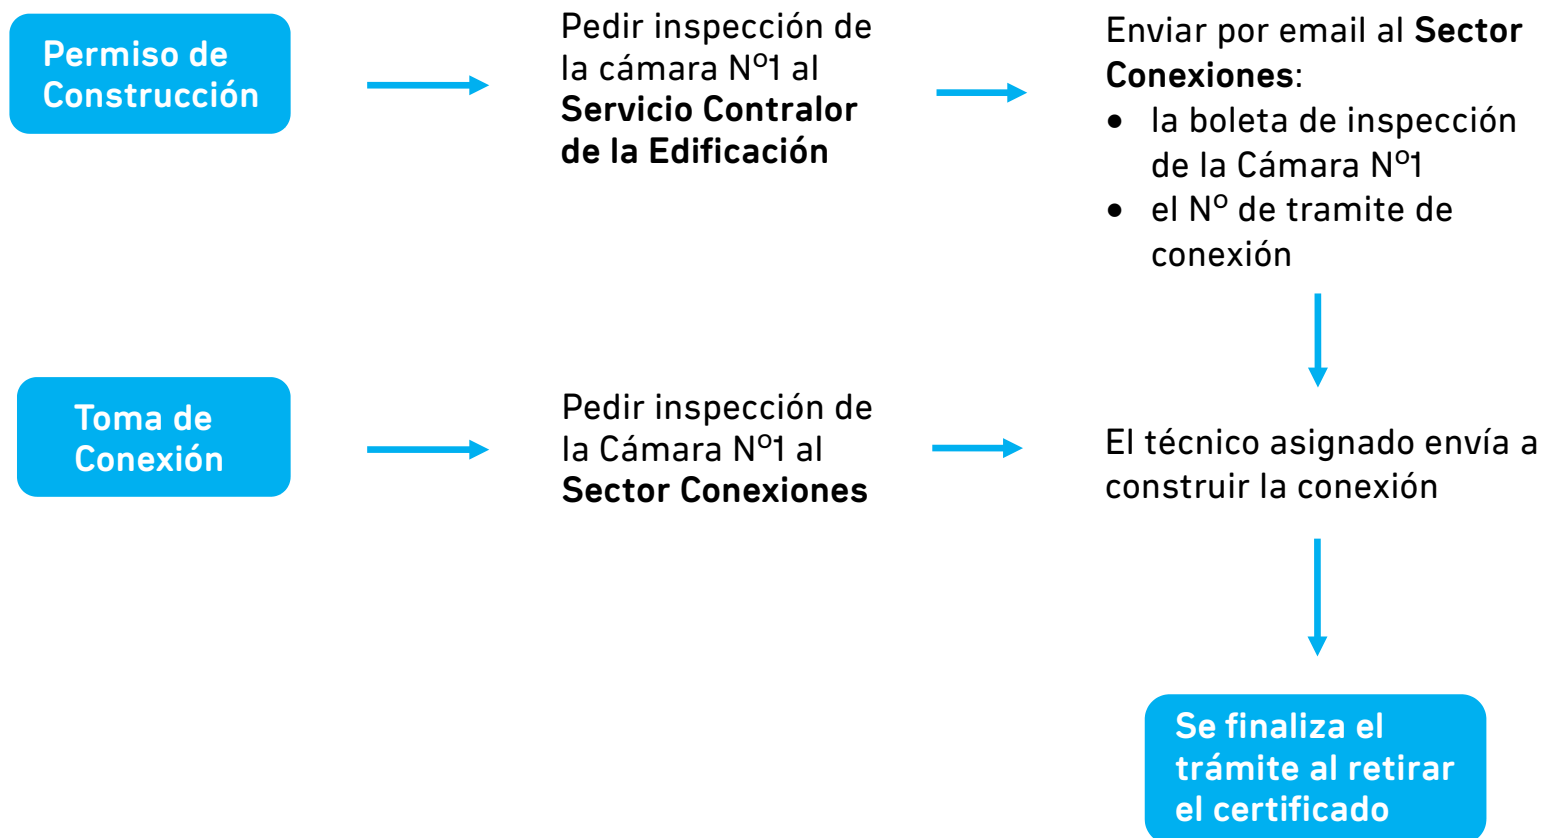 Permiso de
Construcción
Pedir inspección de
la cámara Nº1 al
Servicio Contralor
de la Edificación
Enviar por email al Sector
Conexiones:
• la boleta de inspección
de la Cámara Nº1
• el Nº de tramite de
conexión
Toma de
Conexión
Pedir inspección de
la Cámara Nº1 al
Sector Conexiones
El técnico asignado envía a
construir la conexión
Se finaliza el
trámite al retirar
el certificado